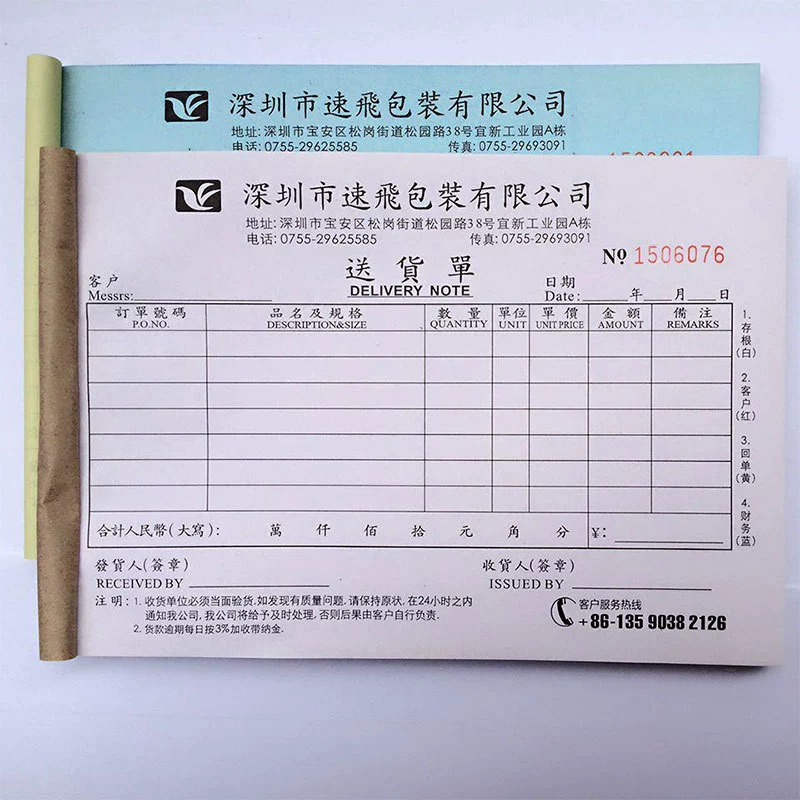 深圳市速飛包裝有限公司
地址:深圳市宝安区松岗街道松园路38号宜新工业园A栋
电话:0755-29625585 传真:0755-29693091
深圳市速飛包裝有限公司
地址:深圳市宝安区松岗街道松园路38号宜新工业园A栋
电话:0755-29625585 传真:0755-29693091
送貨單
DELIVERY NOTE
№ 1506076
客户
Messrs:
日期
Date: 年 月 日
訂單號碼 品名及規格 數量 單位 單價 金額 備注
P.O.NO. DESCRIPTION&SIZE QUANTITY UNIT UNIT PRICE AMOUNT REMARKS
1.存根(白)
2.客户(红)
3.回单(黄)
4.财务(蓝)
合計人民幣(大寫): 萬 仟 佰 拾 元 角 分 ¥:
發貨人(簽章) 收貨人(簽章)
RECEIVED BY ISSUED BY
注明:1.收货单位必须当面验货.如发现有质量问题,请保持原状,在24小时之内
通知我公司,我公司将给予及时处理,否则后果由客户自行负责.
2.货款逾期每日按3%加收带纳金.
客户服务热线
+86-135 9038 2126